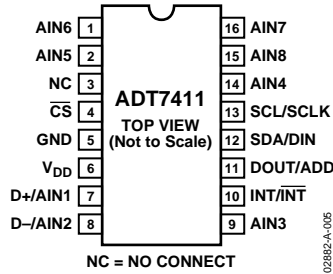 AIN6 1
AIN5 2
NC 3
C̅S̅ 4
GND 5
VDD 6
D+/AIN1 7
D–/AIN2 8
ADT7411
TOP VIEW
(Not to Scale)
16 AIN7
15 AIN8
14 AIN4
13 SCL/SCLK
12 SDA/DIN
11 DOUT/ADD
10 INT/I̅N̅T̅
9 AIN3
NC = NO CONNECT
02882-A-005